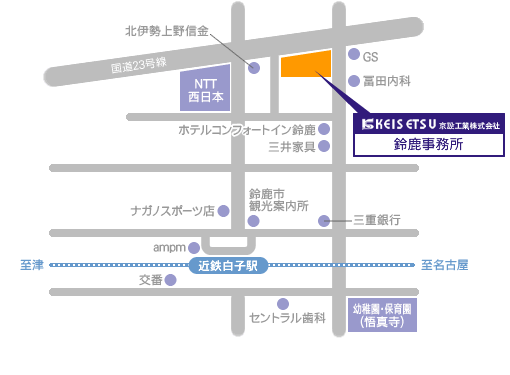 北伊勢上野信金
国道23号線
GS
NTT
西日本
冨田内科
KEISETSU 京設工業株式会社
鈴鹿事務所
ホテルコンフォートイン鈴鹿
三井家具
鈴鹿市
観光案内所
ナガノスポーツ店
三重銀行
ampm
至津
近鉄白子駅
至名古屋
交番
幼稚園・保育園
(悟真寺)
セントラル歯科